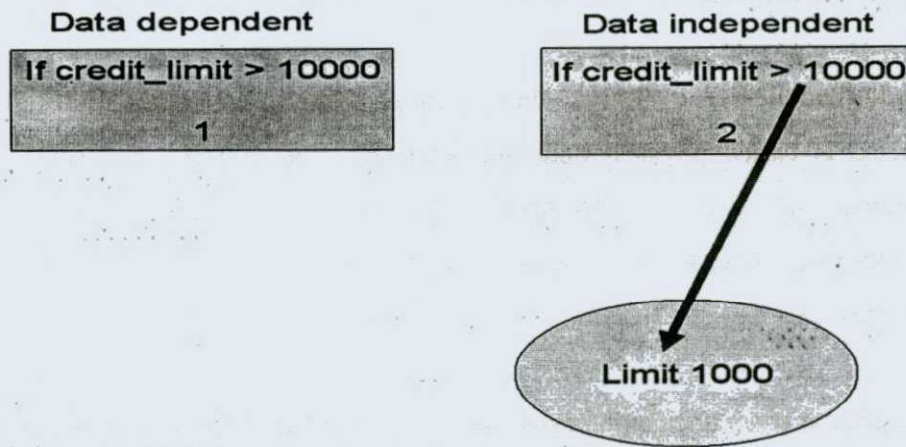 Data dependent
If credit_limit > 10000
1
Data independent
If credit_limit > 10000
2
Limit 1000